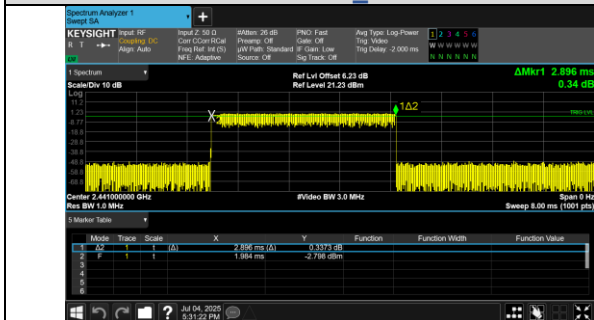 Spectrum Analyzer 1
Swept SA
+
KEYSIGHT Input: RF Input Z: 50 Ω #Atten: 26 dB PNO: Fast Avg Type: Log-Power 1 2 3 4 5 6
R T Coupling: DC Corr CCorr RCal Preamp: Off Gate: Off Trig: Video W W W W W W
Align: Auto Freq Ref: Int (S) µW Path: Standard IF Gain: Low Trig Delay: -2.000 ms N N N N N N
NFE: Adaptive Source: Off Sig Track: Off
1 Spectrum Ref Lvl Offset 6.23 dB ΔMkr1 2.896 ms
Scale/Div 10 dB Ref Level 21.23 dBm 0.34 dB
Log
11.2
1Δ2
1.23 X TRIG LVL
-8.77
-18.8
-28.8
-38.8
-48.8
-58.8
-68.8
Center 2.441000000 GHz #Video BW 3.0 MHz Span 0 Hz
Res BW 1.0 MHz Sweep 8.00 ms (1001 pts)
5 Marker Table
Mode Trace Scale X Y Function Function Width Function Value
1 Δ2 1 t (Δ) 2.896 ms (Δ) 0.3373 dB
2 F 1 t 1.984 ms -2.798 dBm
3
4
5
6
? Jul 04, 2025
5:31:22 PM